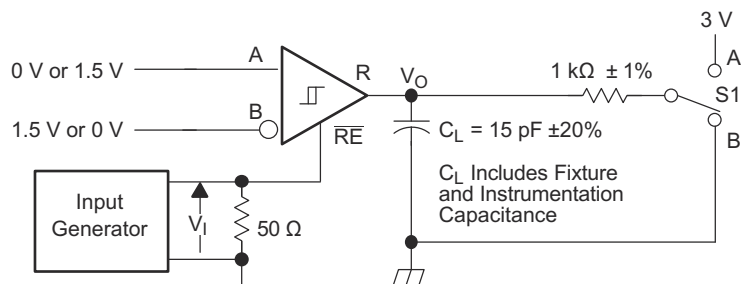 3 V
A
S1
B
1 kΩ ± 1%
0 V or 1.5 V
A
R
VO
1.5 V or 0 V
B
RE
CL = 15 pF ±20%
CL Includes Fixture
and Instrumentation
Capacitance
Input
Generator
VI
50 Ω